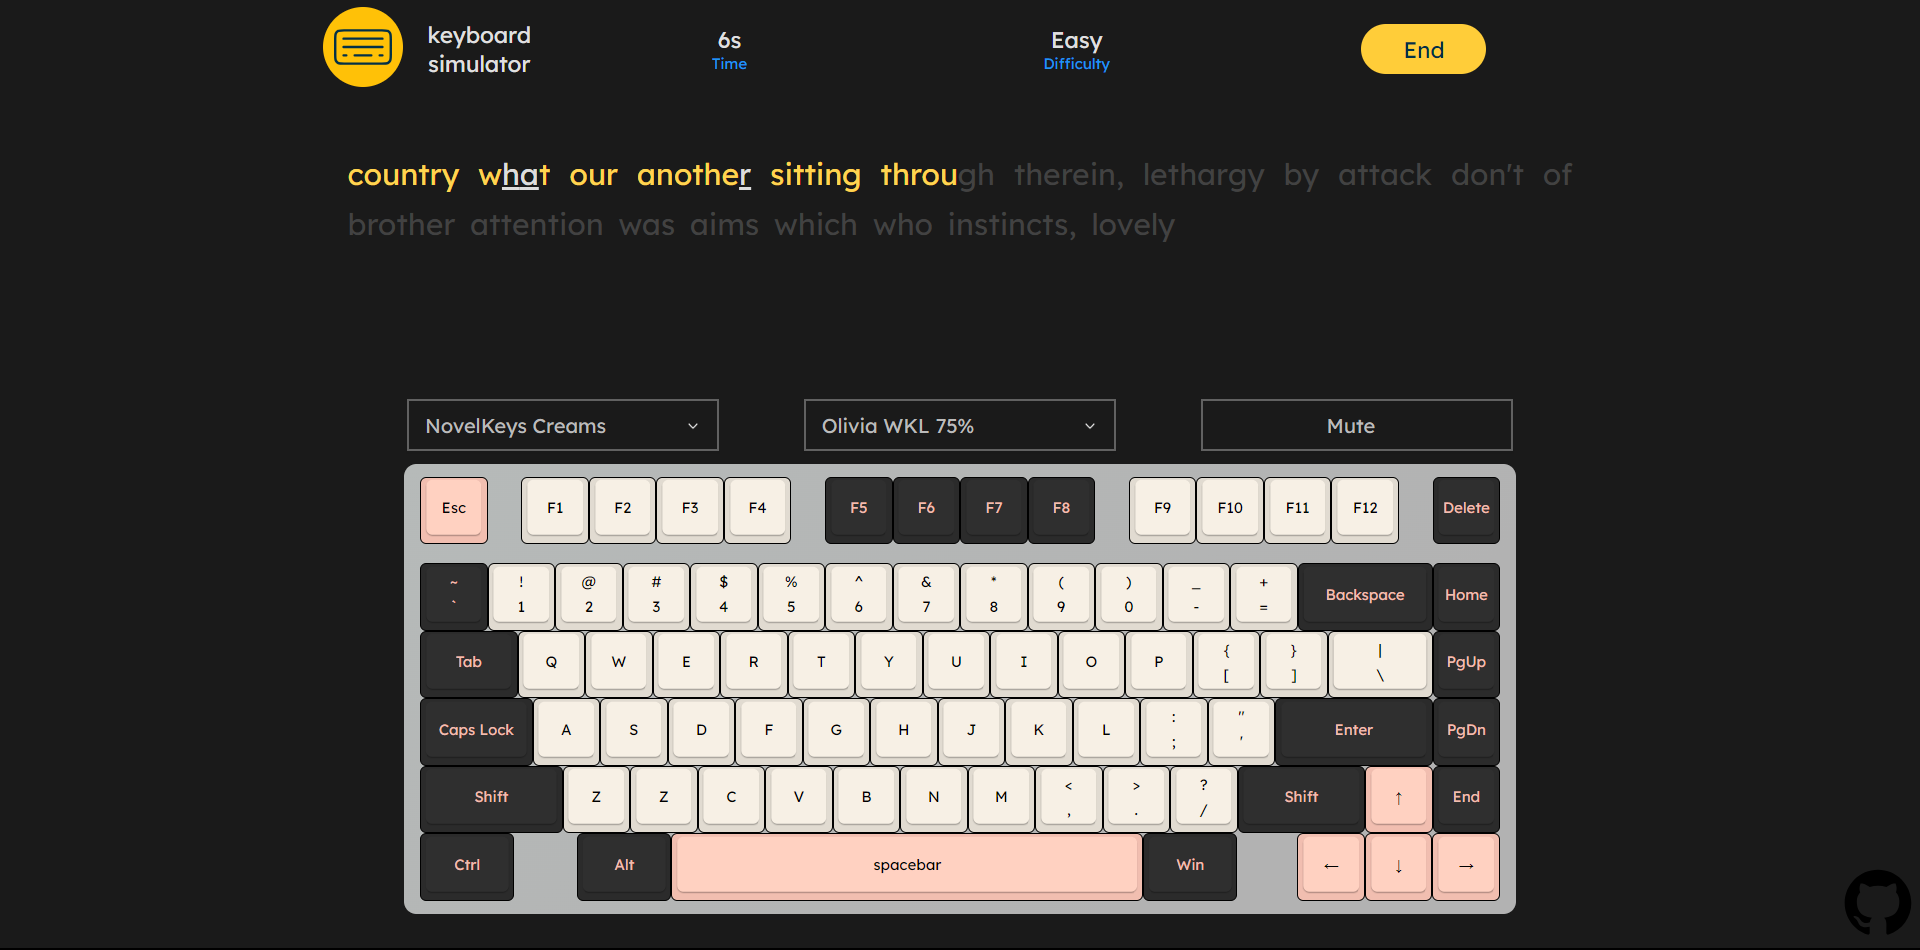 keyboard
simulator
6s
Time
Easy
Difficulty
End
country what our another sitting through therein, lethargy by attack don't of
brother attention was aims which who instincts, lovely
NovelKeys Creams
Olivia WKL 75%
Mute
Esc F1 F2 F3 F4 F5 F6 F7 F8 F9 F10 F11 F12 Delete
~ ! @ # $ % ^ & * ( ) _ +
` 1 2 3 4 5 6 7 8 9 0 - = Backspace Home
Tab Q W E R T Y U I O P { [ } ] | \ PgUp
Caps Lock A S D F G H J K L : ; " ' Enter PgDn
Shift Z Z C V B N M < , > . ? / Shift ↑ End
Ctrl Alt spacebar Win ← ↓ →